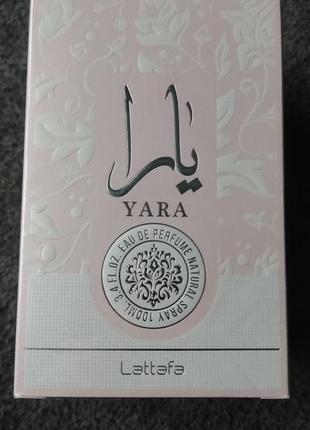 يارا
YARA
EAU DE PERFUME NATURAL SPRAY 100ML. 3.4 FL.OZ.
Lattafa